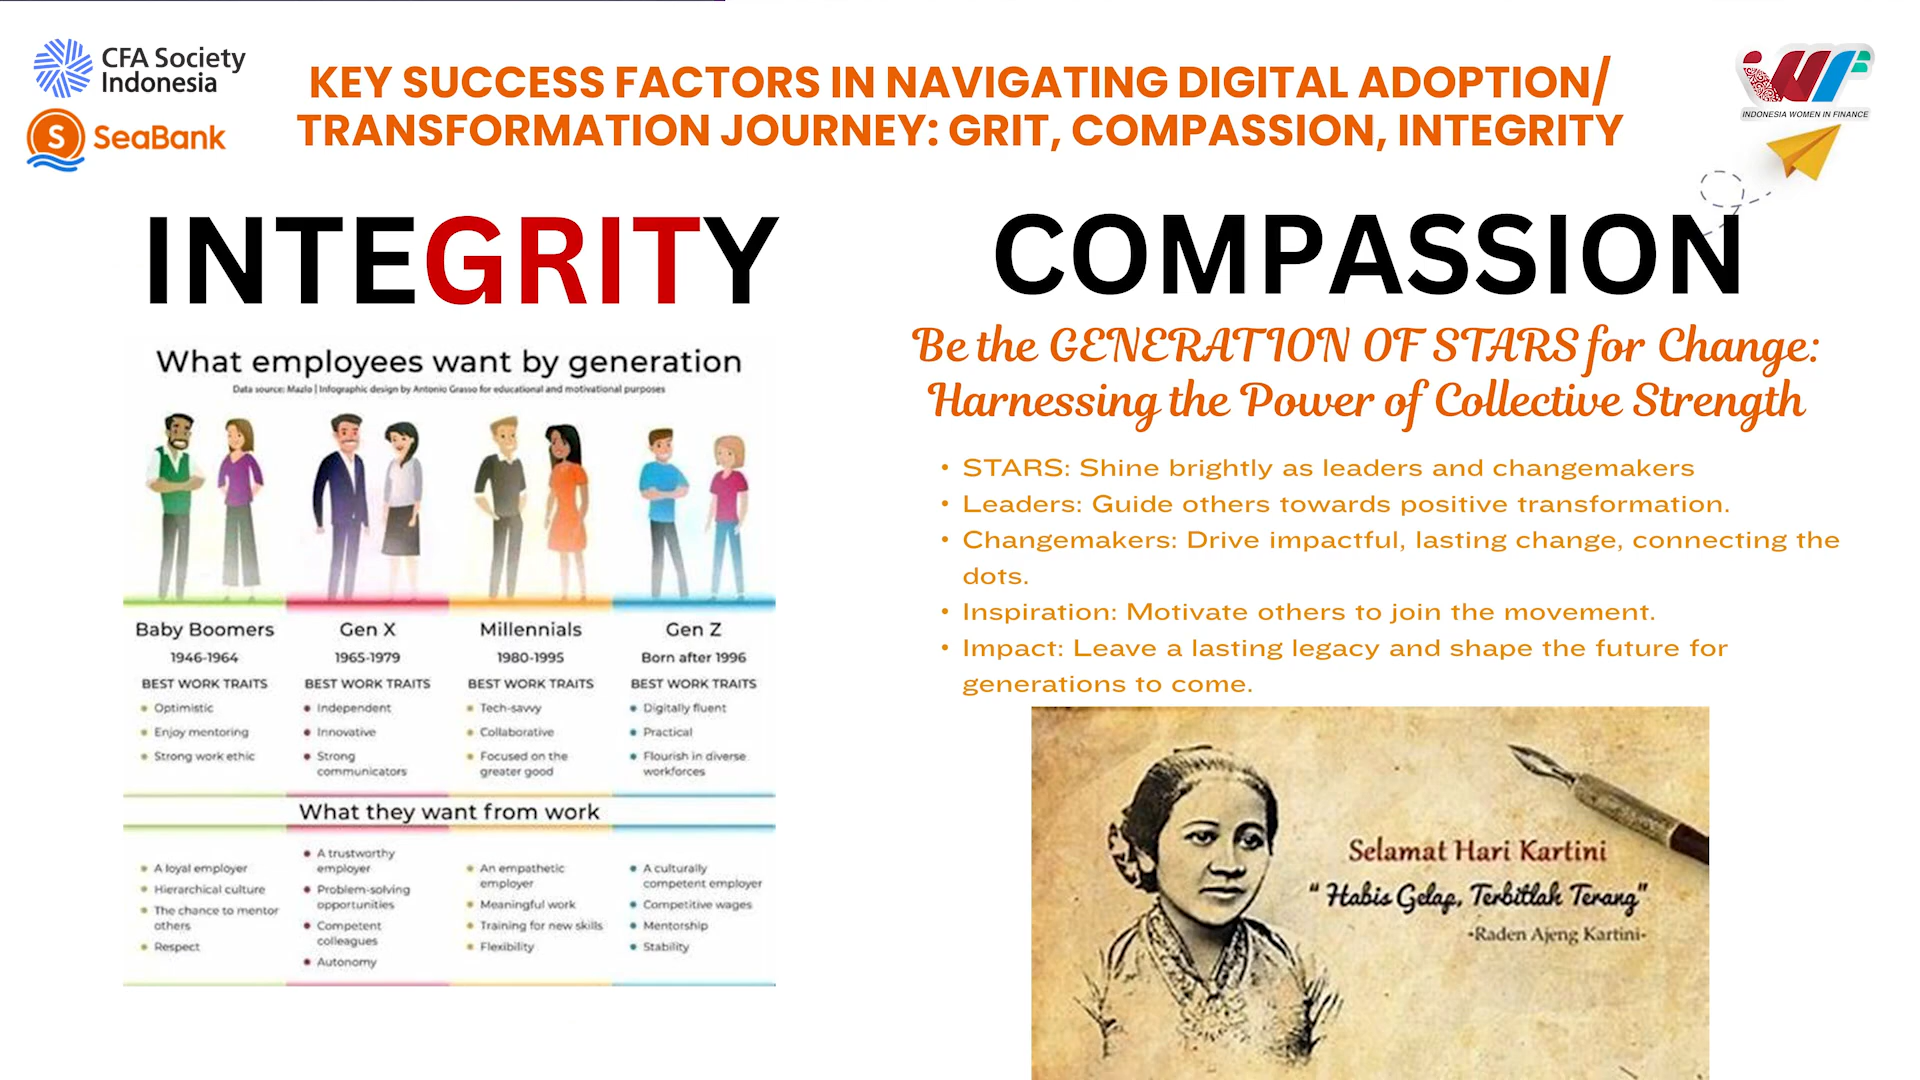 CFA Society
Indonesia
SeaBank
KEY SUCCESS FACTORS IN NAVIGATING DIGITAL ADOPTION/
TRANSFORMATION JOURNEY: GRIT, COMPASSION, INTEGRITY
INDONESIA WOMEN IN FINANCE
INTEGRITY
What employees want by generation
Data source: Mazlo | Infographic design by Antonio Grasso for educational and motivational purposes
Baby Boomers
1946-1964
BEST WORK TRAITS
Optimistic
Enjoy mentoring
Strong work ethic
Gen X
1965-1979
BEST WORK TRAITS
Independent
Innovative
Strong
communicators
Millennials
1980-1995
BEST WORK TRAITS
Tech-savvy
Collaborative
Focused on the
greater good
Gen Z
Born after 1996
BEST WORK TRAITS
Digitally fluent
Practical
Flourish in diverse
workforces
What they want from work
A loyal employer
Hierarchical culture
The chance to mentor
others
Respect
A trustworthy
employer
Problem-solving
opportunities
Competent
colleagues
Autonomy
An empathetic
employer
Meaningful work
Training for new skills
Flexibility
A culturally
competent employer
Competitive wages
Mentorship
Stability
COMPASSION
Be the GENERATION OF STARS for Change:
Harnessing the Power of Collective Strength
• STARS: Shine brightly as leaders and changemakers
• Leaders: Guide others towards positive transformation.
• Changemakers: Drive impactful, lasting change, connecting the
dots.
• Inspiration: Motivate others to join the movement.
• Impact: Leave a lasting legacy and shape the future for
generations to come.
Selamat Hari Kartini
“ Habis Gelap, Terbitlah Terang”
-Raden Ajeng Kartini-